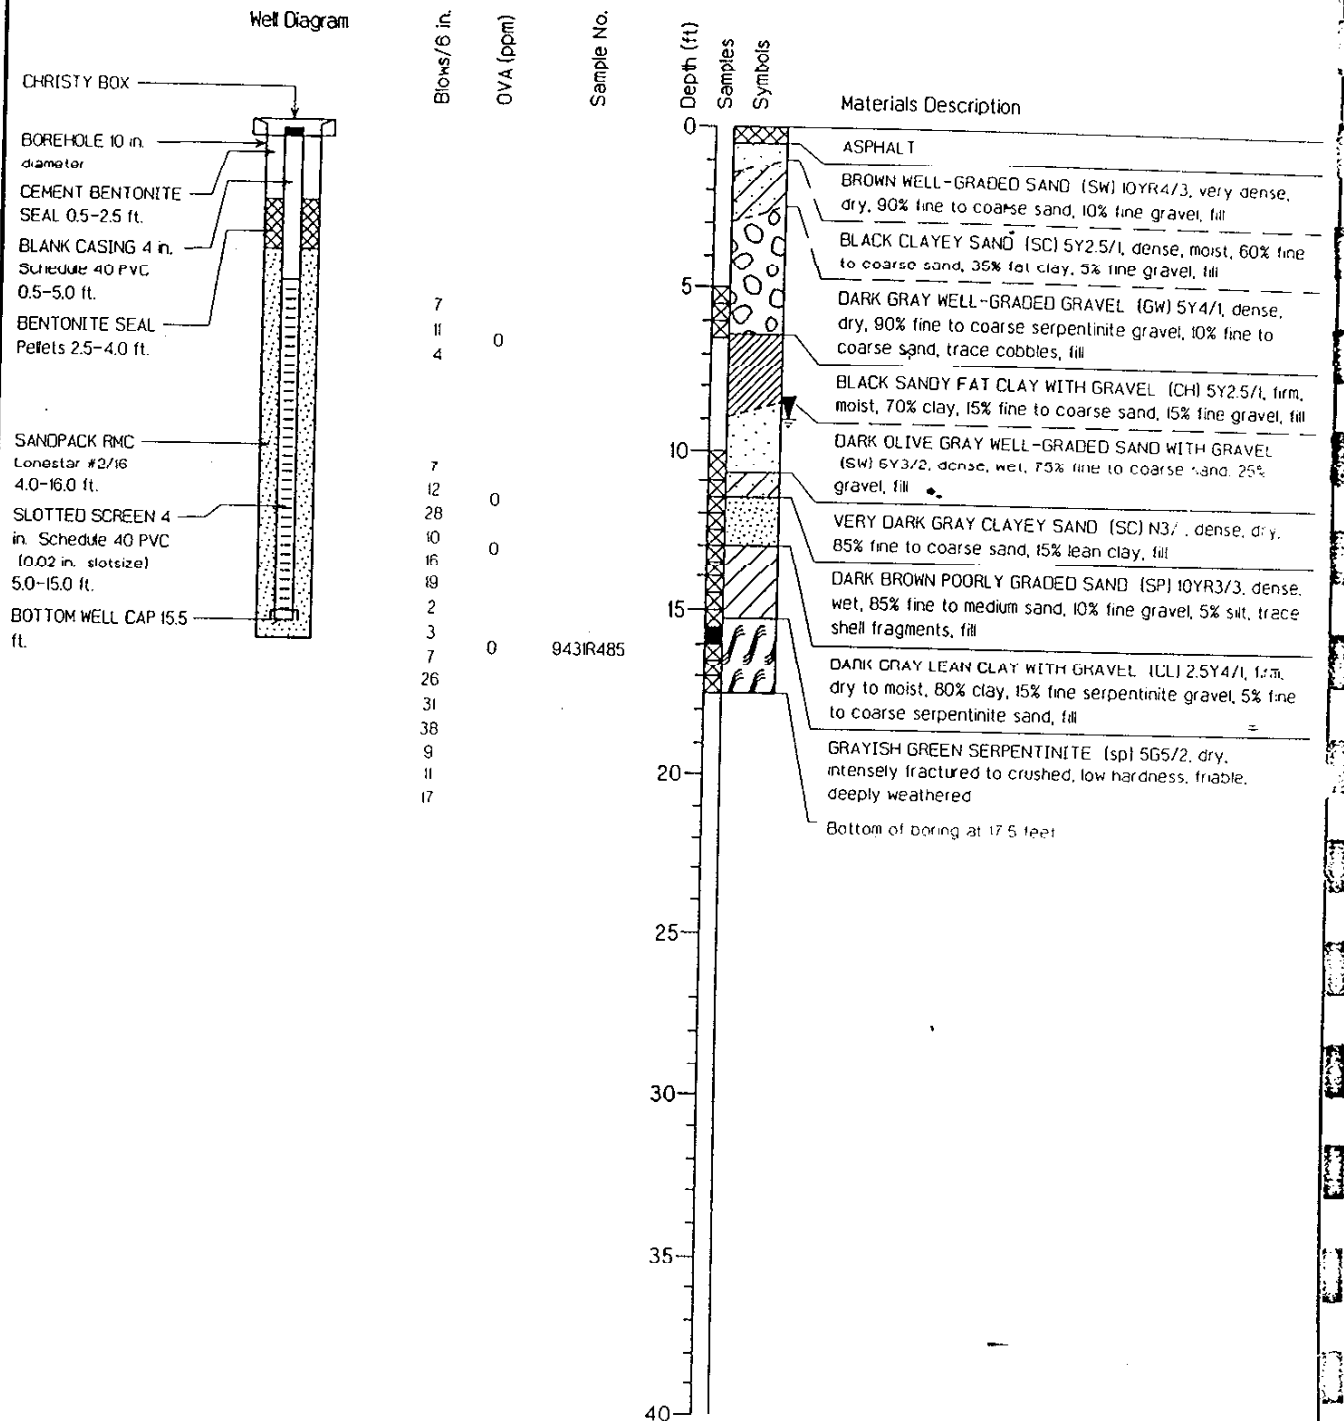 Well Diagram
Blows/6 in.
OVA (ppm)
Sample No.
Depth (ft)
Samples
Symbols
Materials Description
CHRISTY BOX
BOREHOLE 10 in.
diameter
CEMENT BENTONITE
SEAL 0.5-2.5 ft.
BLANK CASING 4 in.
Schedule 40 PVC
0.5-5.0 ft.
BENTONITE SEAL
Pellets 2.5-4.0 ft.
SANDPACK RMC
Lonestar #2/16
4.0-16.0 ft.
SLOTTED SCREEN 4
in. Schedule 40 PVC
(0.02 in. slotsize)
5.0-15.0 ft.
BOTTOM WELL CAP 15.5
ft.
7
11
0
4
7
12
0
28
10
0
16
19
2
3
7 0 9431R485
26
31
38
9
11
17
0
5
10
15
20
25
30
35
40
ASPHALT
BROWN WELL-GRADED SAND (SW) 10YR4/3, very dense,
dry, 90% fine to coarse sand, 10% fine gravel, fill
BLACK CLAYEY SAND (SC) 5Y2.5/1, dense, moist, 60% fine
to coarse sand, 35% fat clay, 5% fine gravel, fill
DARK GRAY WELL-GRADED GRAVEL (GW) 5Y4/1, dense,
dry, 90% fine to coarse serpentinite gravel, 10% fine to
coarse sand, trace cobbles, fill
BLACK SANDY FAT CLAY WITH GRAVEL (CH) 5Y2.5/1, firm,
moist, 70% clay, 15% fine to coarse sand, 15% fine gravel, fill
DARK OLIVE GRAY WELL-GRADED SAND WITH GRAVEL
(SW) 5Y3/2, dense, wet, 75% fine to coarse sand, 25%
gravel, fill
VERY DARK GRAY CLAYEY SAND (SC) N3/ , dense, dry,
85% fine to coarse sand, 15% lean clay, fill
DARK BROWN POORLY GRADED SAND (SP) 10YR3/3, dense,
wet, 85% fine to medium sand, 10% fine gravel, 5% silt, trace
shell fragments, fill
DARK GRAY LEAN CLAY WITH GRAVEL (CL) 2.5Y4/1, firm,
dry to moist, 80% clay, 15% fine serpentinite gravel, 5% fine
to coarse serpentinite sand, fill
GRAYISH GREEN SERPENTINITE (sp) 5G5/2, dry,
intensely fractured to crushed, low hardness, friable,
deeply weathered
Bottom of boring at 17.5 feet